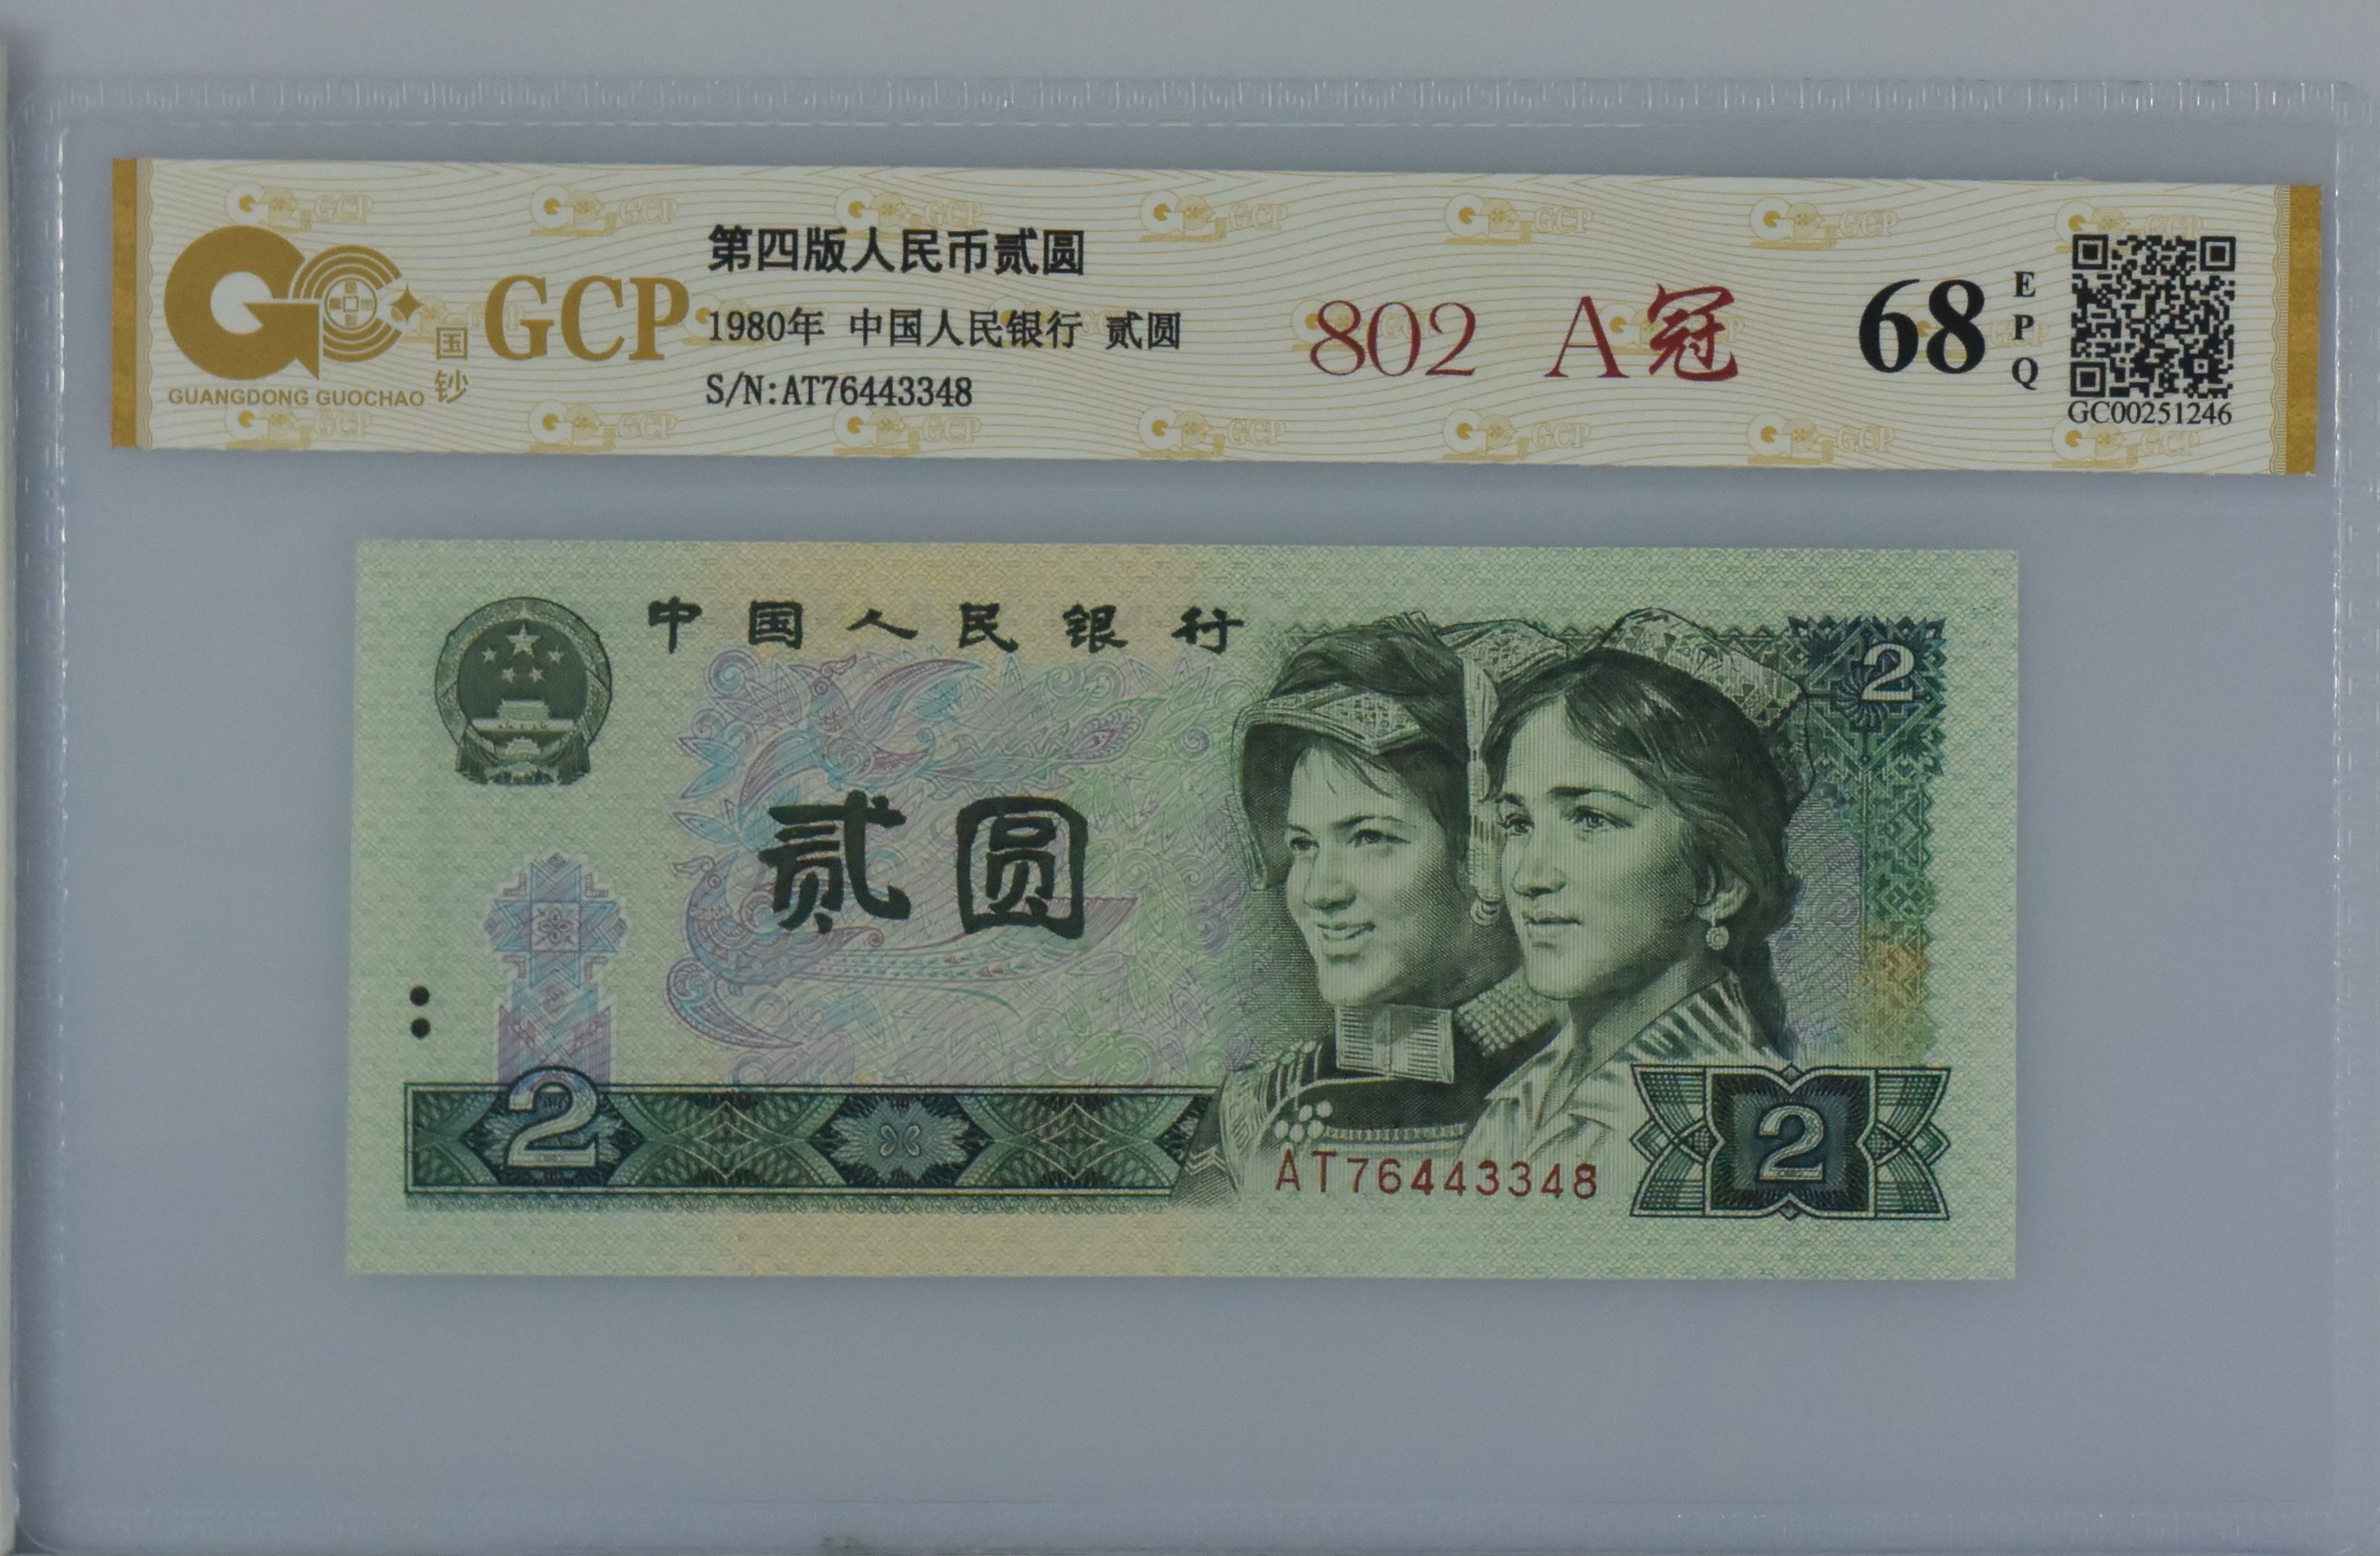 第四版人民币贰圆
GCP
1980年 中国人民银行 贰圆
国钞
GUANGDONG GUOCHAO
S/N:AT76443348
802 A冠
68
EPQ
GC00251246
中国人民银行
2
贰圆
2
AT76443348
2